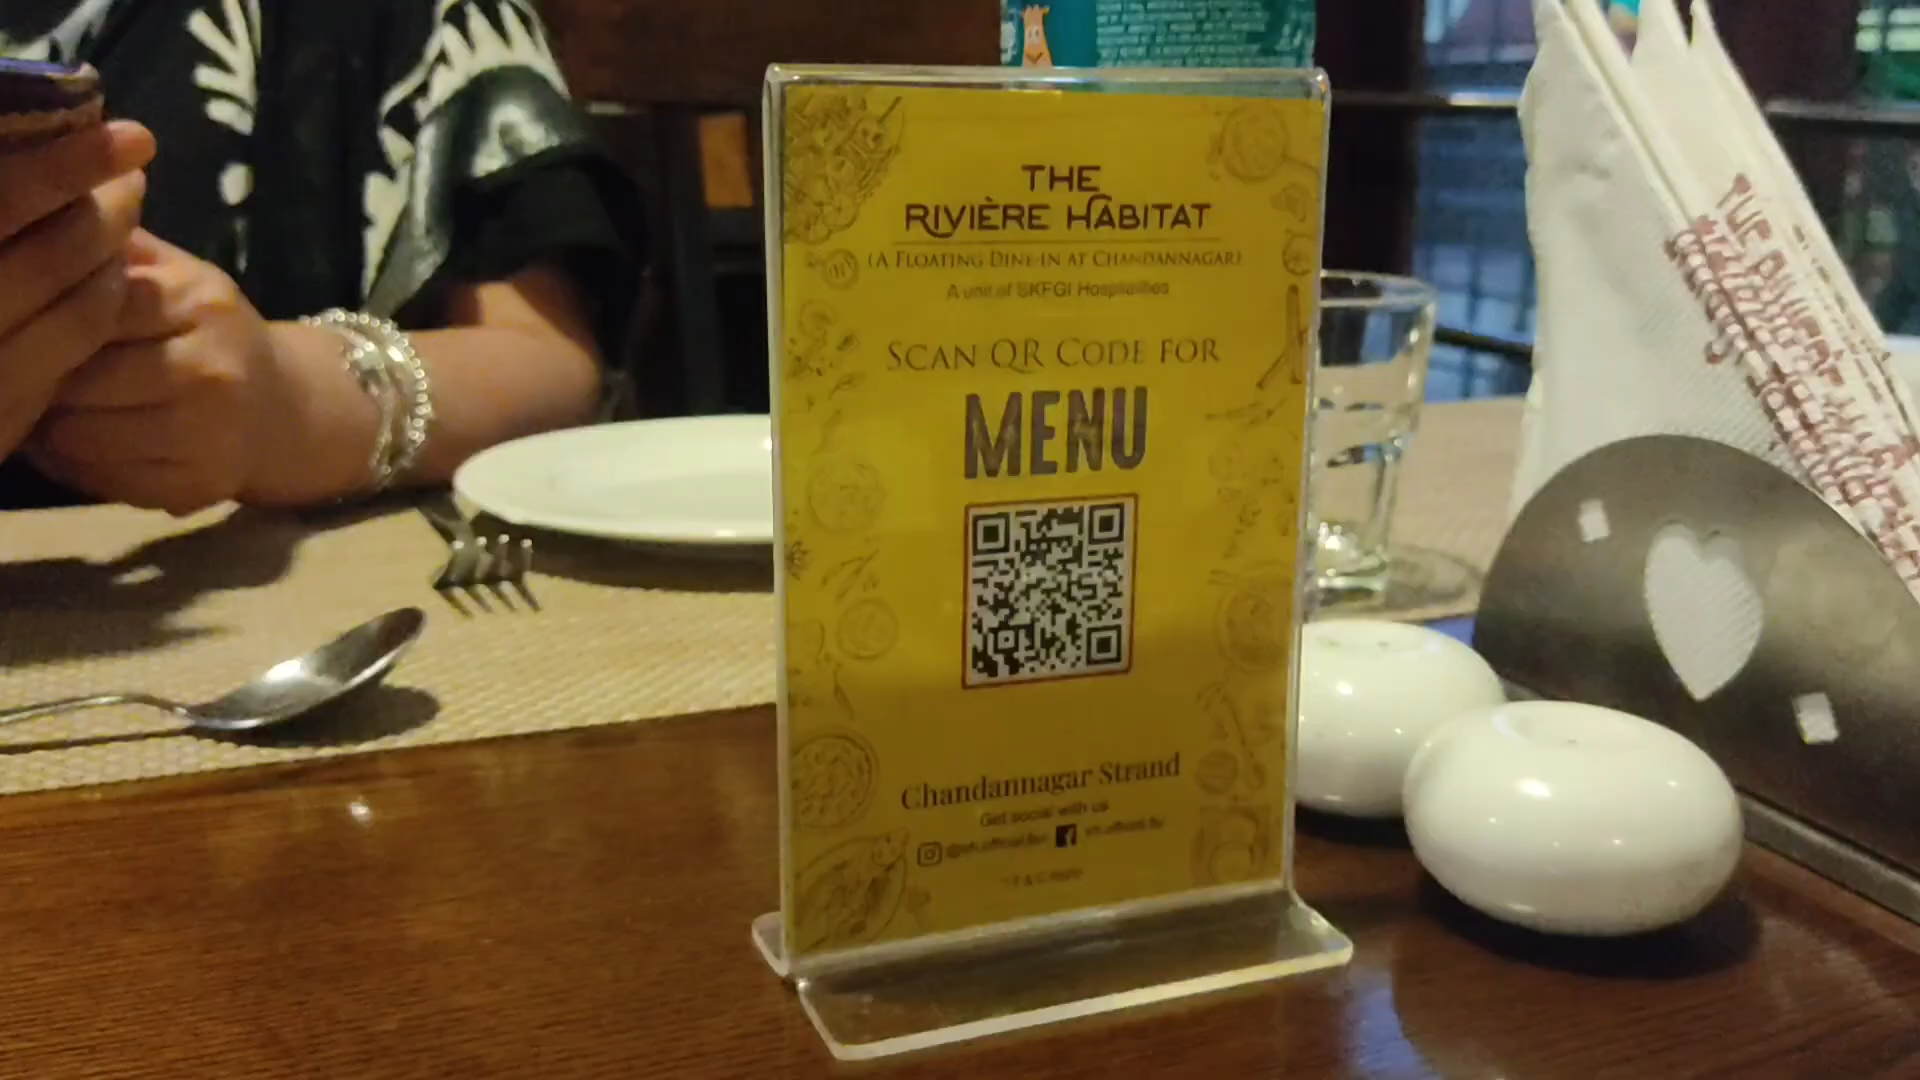 THE
RIVIÈRE HABITAT
(A FLOATING DINE-IN AT CHANDANNAGAR)
A unit of SKFGI Hospitalities
SCAN QR CODE FOR
MENU
Chandannagar Strand
Get social with us
THE